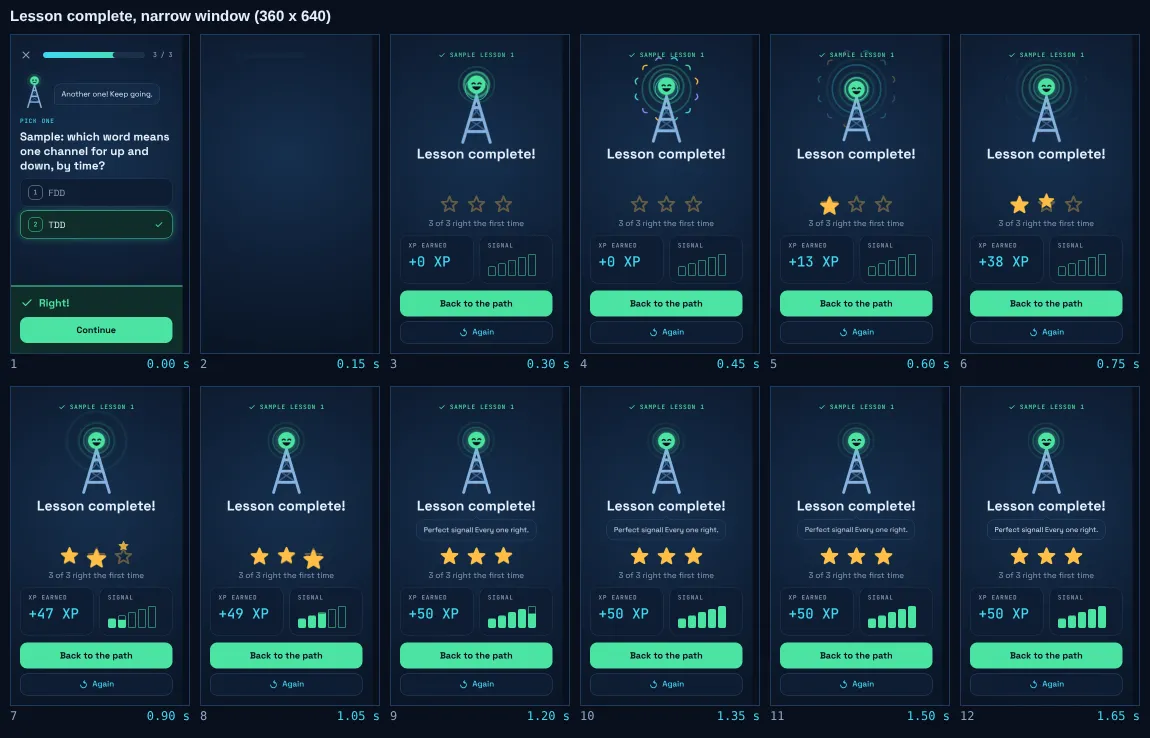 Lesson complete, narrow window (360 x 640)
3 / 3
Another one! Keep going.
PICK ONE
Sample: which word means
one channel for up and
down, by time?
1 FDD
2 TDD
Right!
Continue
1 0.00 s
2 0.15 s
SAMPLE LESSON 1
Lesson complete!
3 of 3 right the first time
XP EARNED SIGNAL
+0 XP
Back to the path
Again
3 0.30 s
SAMPLE LESSON 1
Lesson complete!
3 of 3 right the first time
XP EARNED SIGNAL
+0 XP
Back to the path
Again
4 0.45 s
SAMPLE LESSON 1
Lesson complete!
3 of 3 right the first time
XP EARNED SIGNAL
+13 XP
Back to the path
Again
5 0.60 s
SAMPLE LESSON 1
Lesson complete!
3 of 3 right the first time
XP EARNED SIGNAL
+38 XP
Back to the path
Again
6 0.75 s
SAMPLE LESSON 1
Lesson complete!
3 of 3 right the first time
XP EARNED SIGNAL
+47 XP
Back to the path
Again
7 0.90 s
SAMPLE LESSON 1
Lesson complete!
3 of 3 right the first time
XP EARNED SIGNAL
+49 XP
Back to the path
Again
8 1.05 s
SAMPLE LESSON 1
Lesson complete!
Perfect signal! Every one right.
3 of 3 right the first time
XP EARNED SIGNAL
+50 XP
Back to the path
Again
9 1.20 s
SAMPLE LESSON 1
Lesson complete!
Perfect signal! Every one right.
3 of 3 right the first time
XP EARNED SIGNAL
+50 XP
Back to the path
Again
10 1.35 s
SAMPLE LESSON 1
Lesson complete!
Perfect signal! Every one right.
3 of 3 right the first time
XP EARNED SIGNAL
+50 XP
Back to the path
Again
11 1.50 s
SAMPLE LESSON 1
Lesson complete!
Perfect signal! Every one right.
3 of 3 right the first time
XP EARNED SIGNAL
+50 XP
Back to the path
Again
12 1.65 s